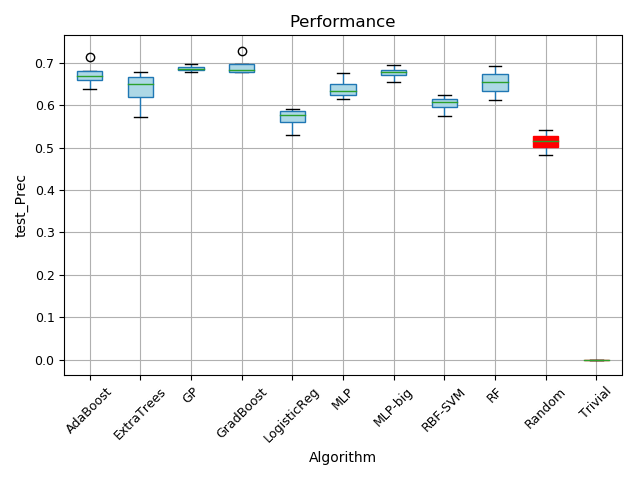 Performance
test_Prec
0.7
0.6
0.5
0.4
0.3
0.2
0.1
0.0
AdaBoost
ExtraTrees
GP
GradBoost
LogisticReg
MLP
MLP-big
RBF-SVM
RF
Random
Trivial
Algorithm